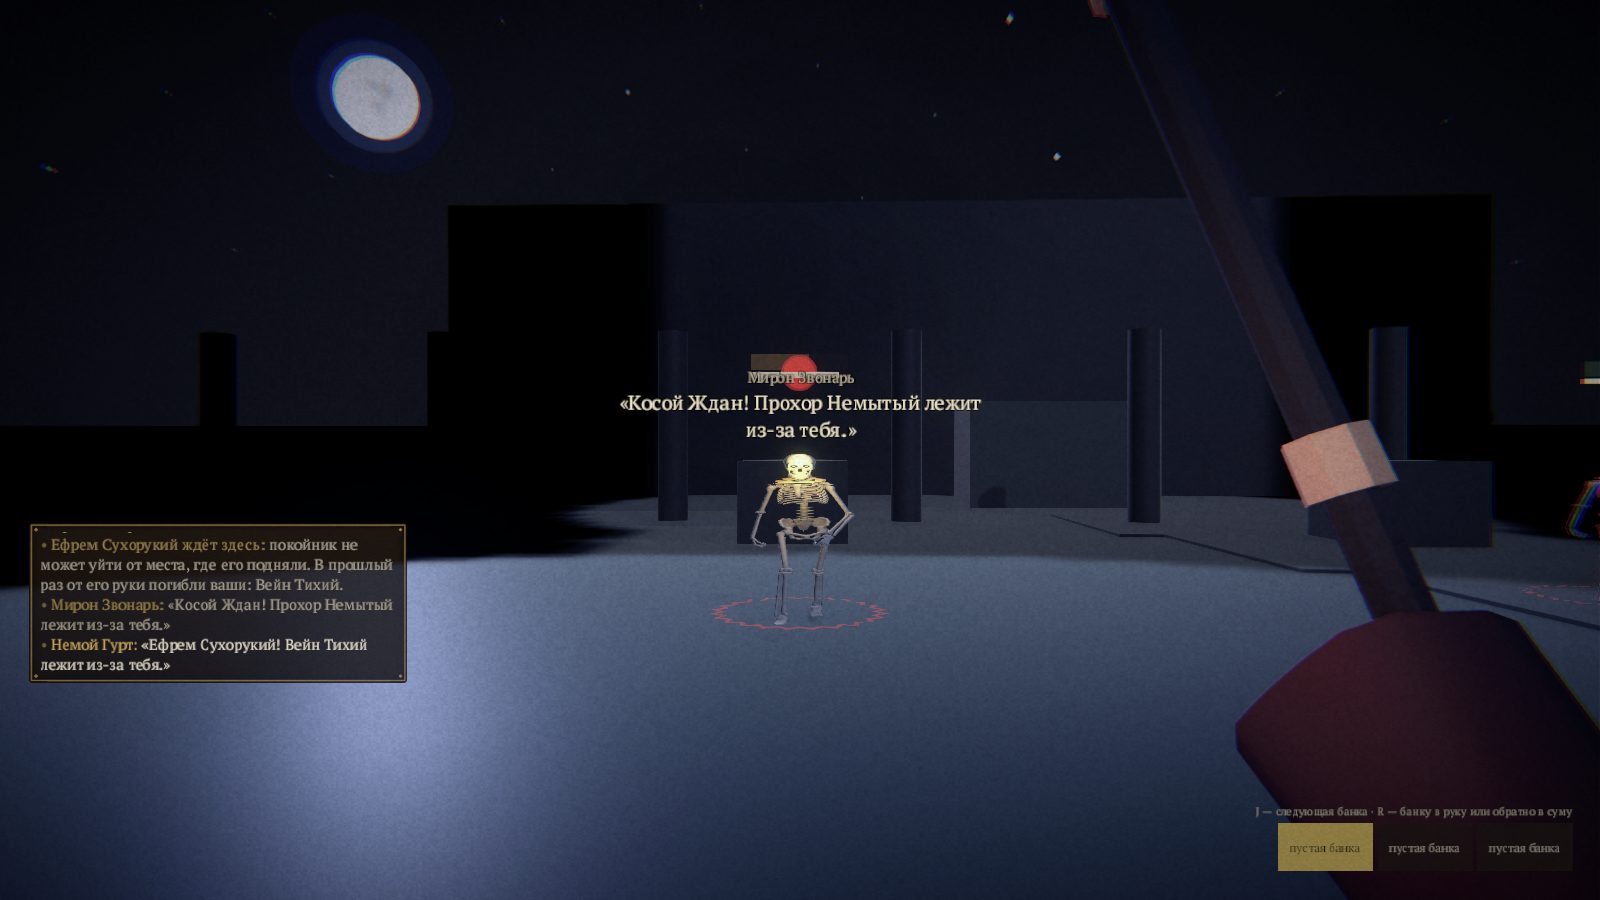 Мирон Звонарь
«Косой Ждан! Прохор Немытый лежит
из-за тебя.»
• Ефрем Сухорукий ждёт здесь: покойник не
может уйти от места, где его подняли. В прошлый
раз от его руки погибли ваши: Вейн Тихий.
• Мирон Звонарь: «Косой Ждан! Прохор Немытый
лежит из-за тебя.»
• Немой Гурт: «Ефрем Сухорукий! Вейн Тихий
лежит из-за тебя.»
J — следующая банка · R — банку в руку или обратно в суму
пустая банка
пустая банка
пустая банка